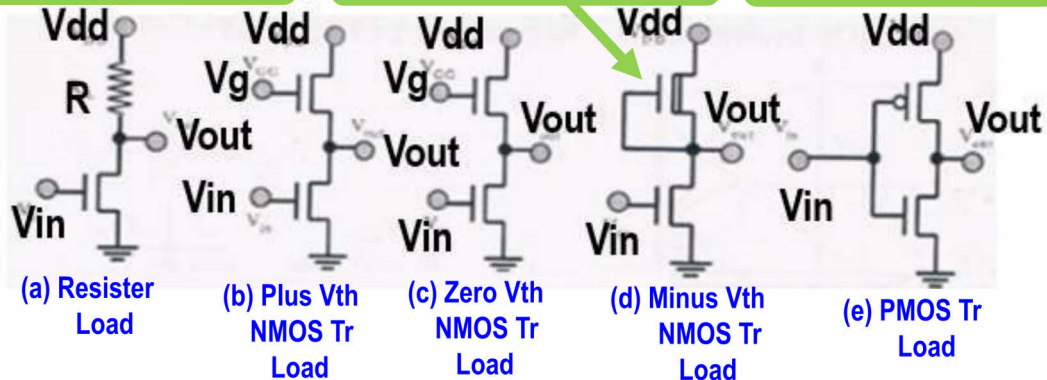 Vdd
Vdd
Vdd
Vdd
Vdd
Vg
Vg
R
Vout
Vout
Vout
Vout
Vout
Vin
Vin
Vin
Vin
Vin
(a) Resister
Load
(b) Plus Vth
NMOS Tr
Load
(c) Zero Vth
NMOS Tr
Load
(d) Minus Vth
NMOS Tr
Load
(e) PMOS Tr
Load